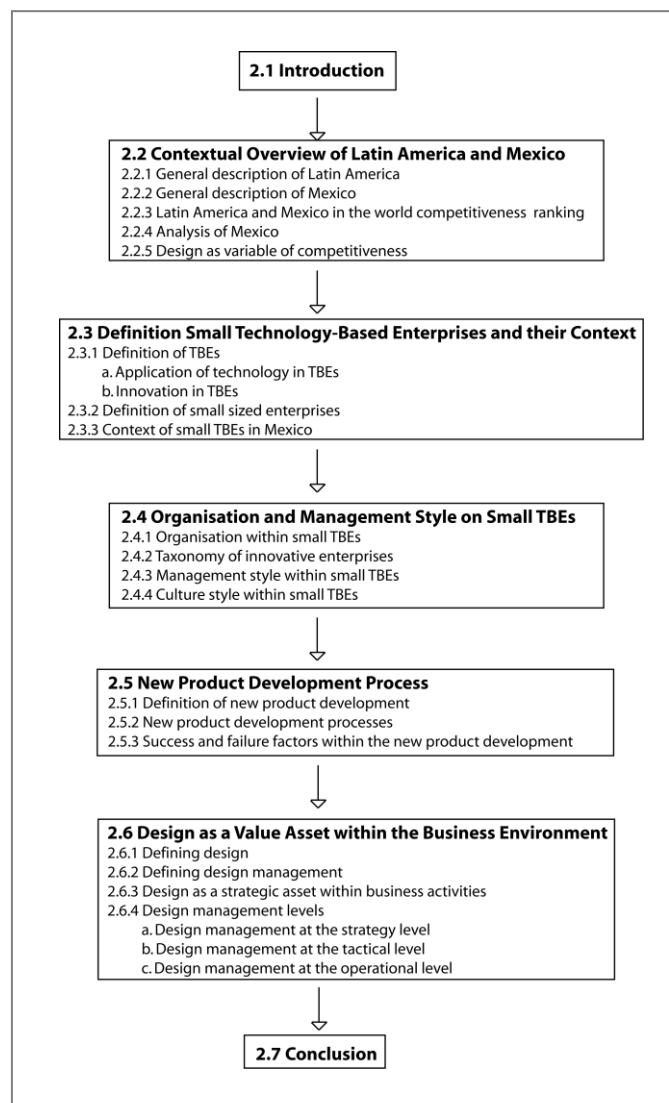 2.1 Introduction
2.2 Contextual Overview of Latin America and Mexico
2.2.1 General description of Latin America
2.2.2 General description of Mexico
2.2.3 Latin America and Mexico in the world competitiveness ranking
2.2.4 Analysis of Mexico
2.2.5 Design as variable of competitiveness
2.3 Definition Small Technology-Based Enterprises and their Context
2.3.1 Definition of TBEs
a. Application of technology in TBEs
b. Innovation in TBEs
2.3.2 Definition of small sized enterprises
2.3.3 Context of small TBEs in Mexico
2.4 Organisation and Management Style on Small TBEs
2.4.1 Organisation within small TBEs
2.4.2 Taxonomy of innovative enterprises
2.4.3 Management style within small TBEs
2.4.4 Culture style within small TBEs
2.5 New Product Development Process
2.5.1 Definition of new product development
2.5.2 New product development processes
2.5.3 Success and failure factors within the new product development
2.6 Design as a Value Asset within the Business Environment
2.6.1 Defining design
2.6.2 Defining design management
2.6.3 Design as a strategic asset within business activities
2.6.4 Design management levels
a. Design management at the strategy level
b. Design management at the tactical level
c. Design management at the operational level
2.7 Conclusion